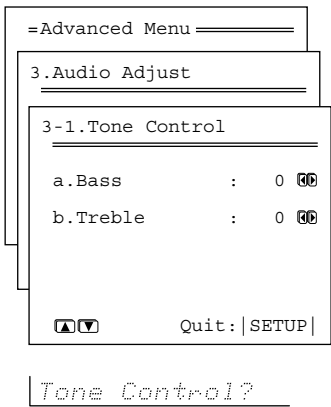 =Advanced Menu
3.Audio Adjust
3-1.Tone Control
a.Bass : 0
b.Treble : 0
Quit:|SETUP|
Tone Control?